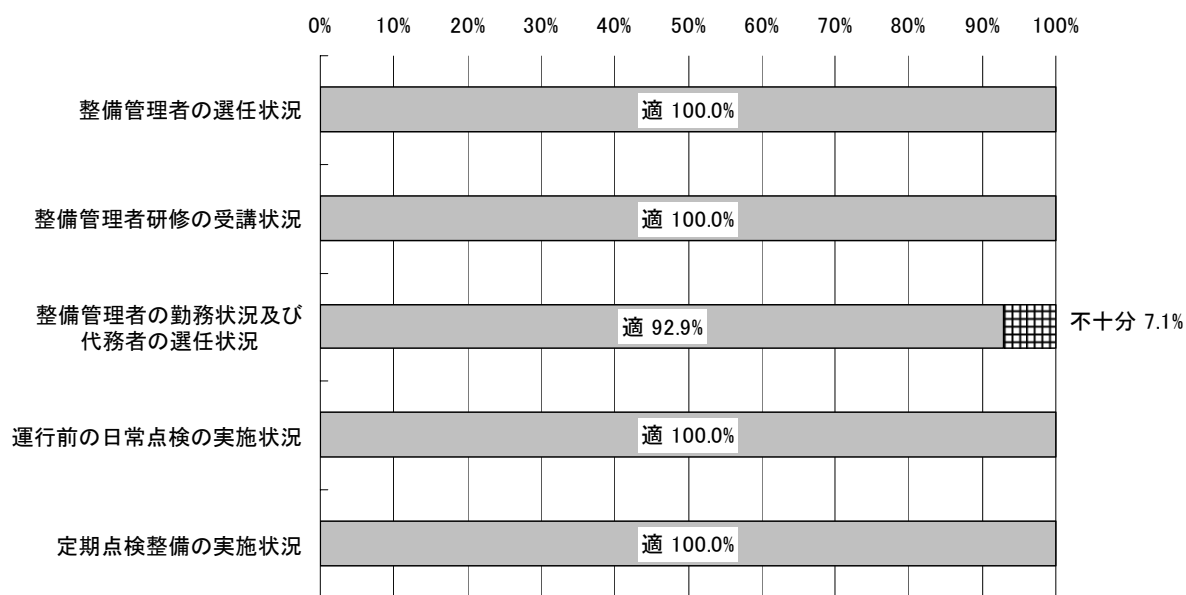 0% 10% 20% 30% 40% 50% 60% 70% 80% 90% 100%
整備管理者の選任状況
適 100.0%
整備管理者研修の受講状況
適 100.0%
整備管理者の勤務状況及び
代務者の選任状況
適 92.9%
不十分 7.1%
運行前の日常点検の実施状況
適 100.0%
定期点検整備の実施状況
適 100.0%